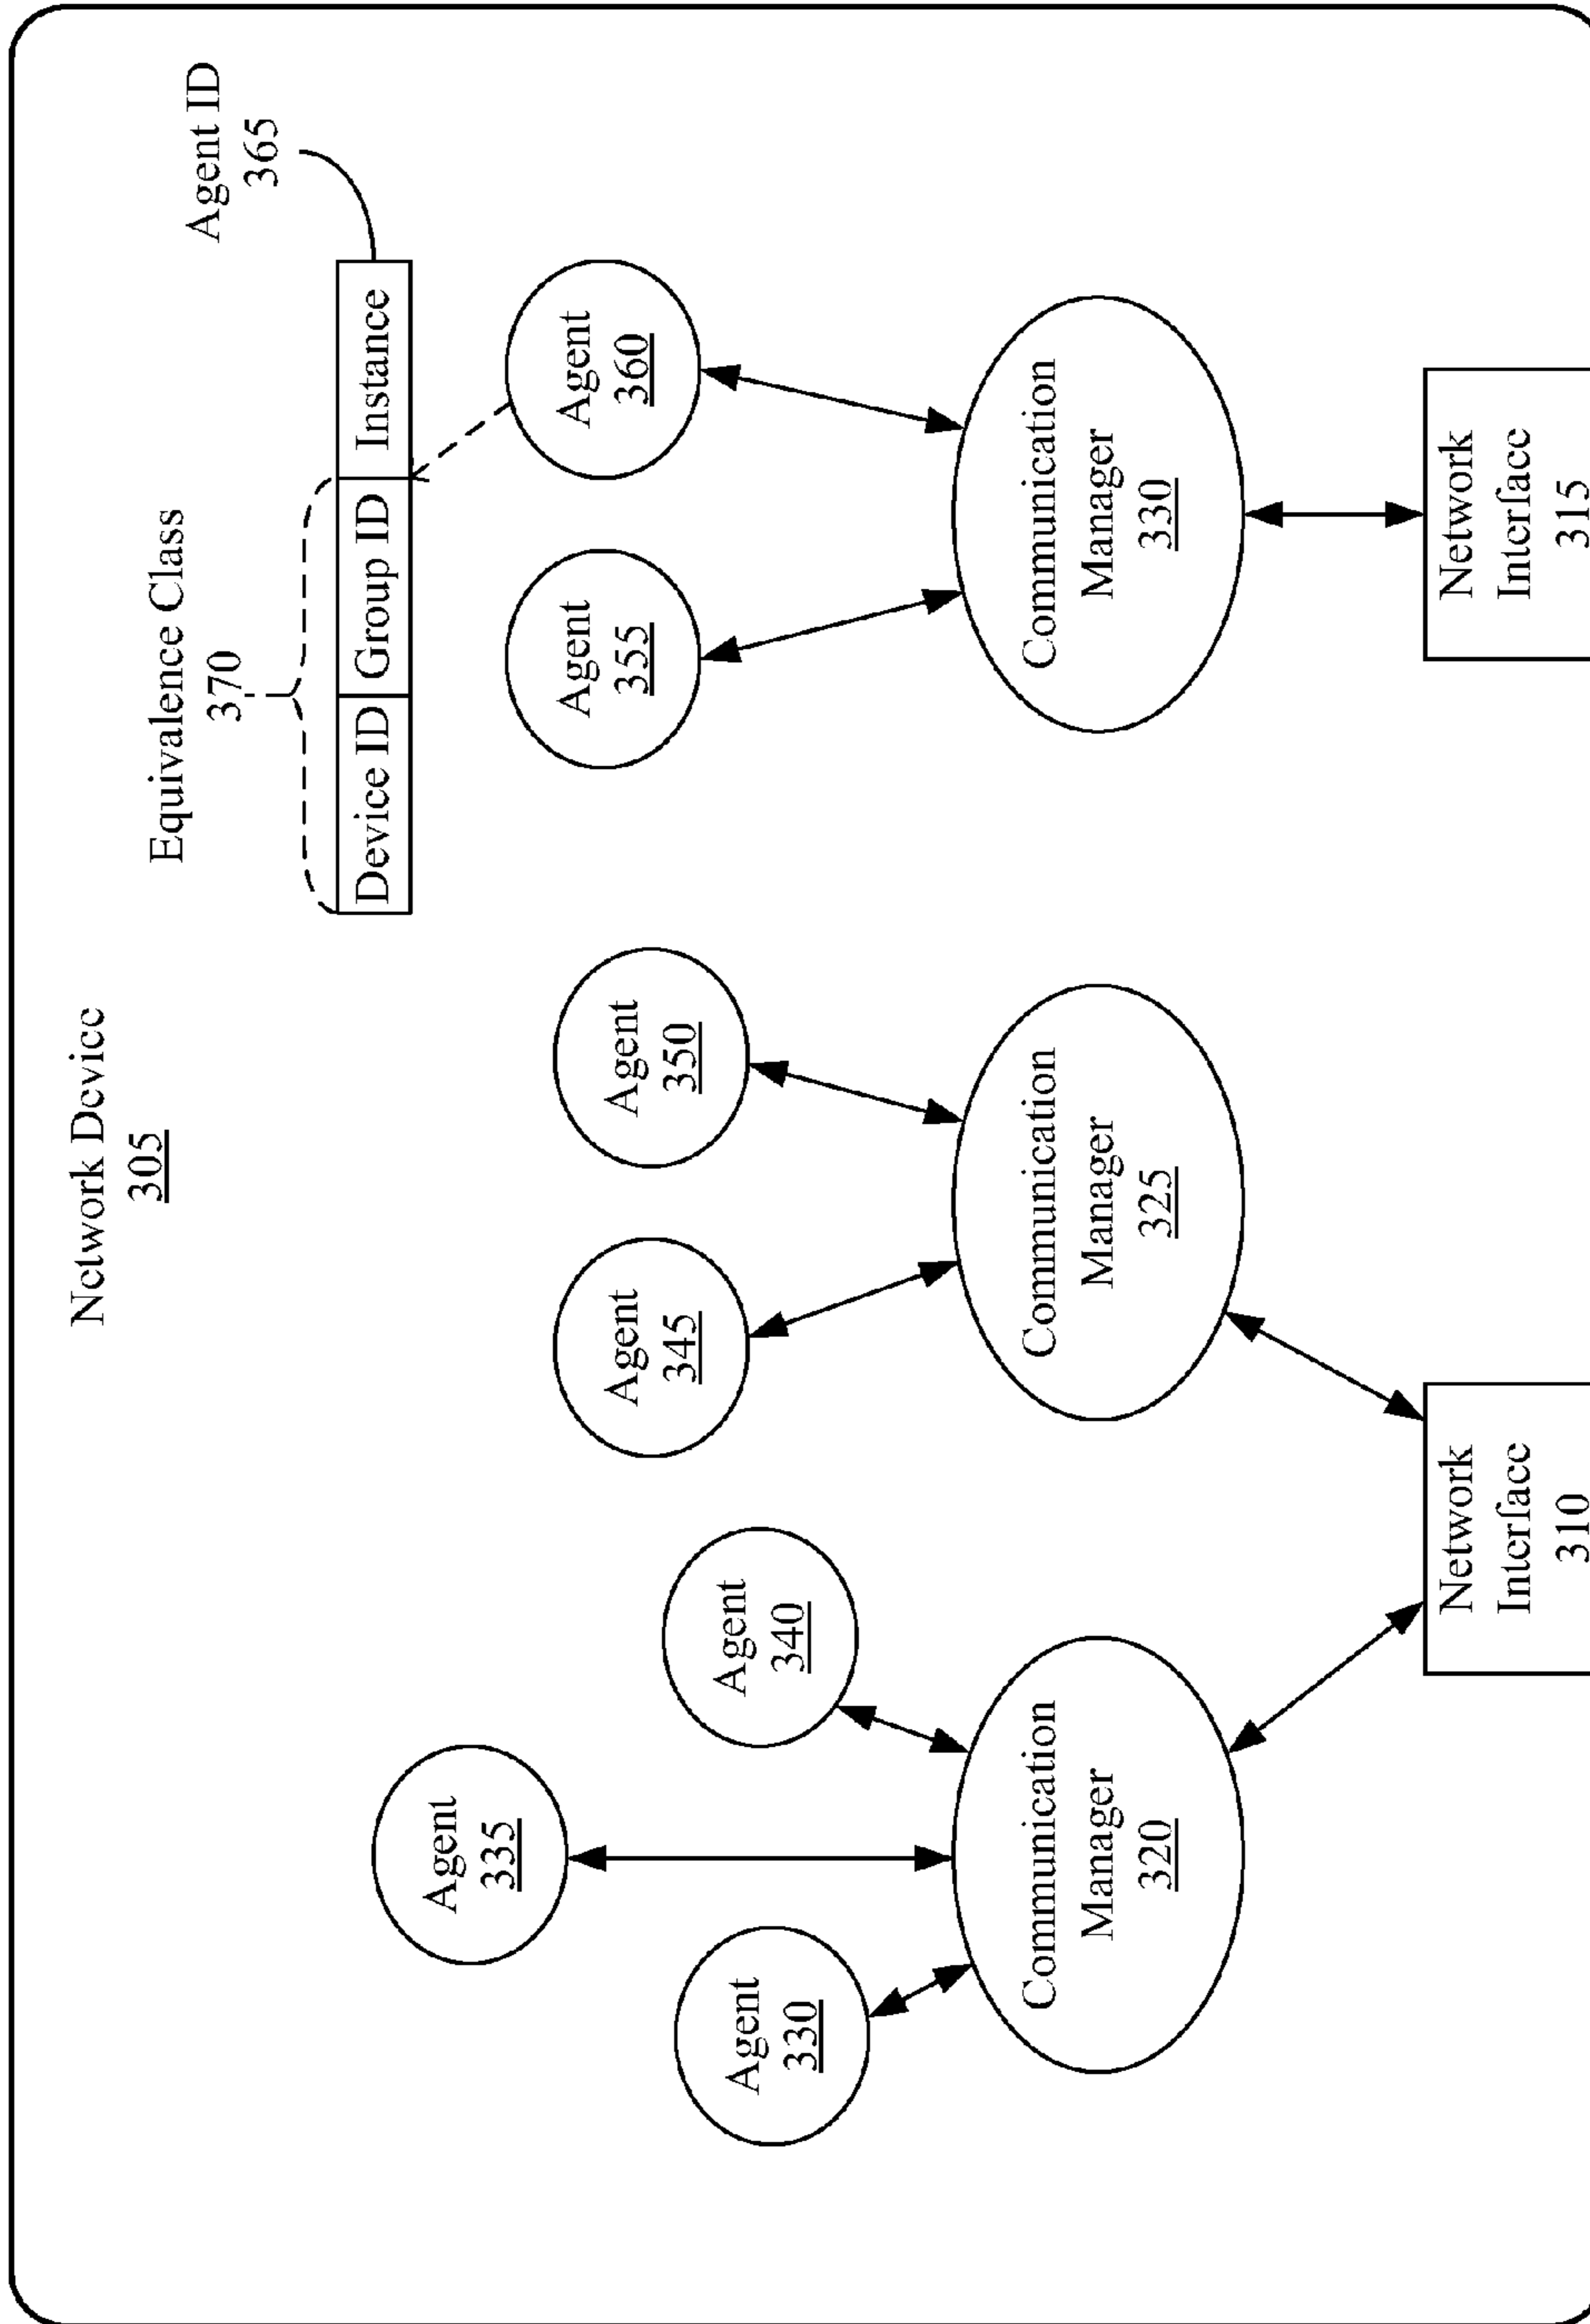 Network Device
305
Agent ID
365
Equivalence Class
370
Device ID
Group ID
Instance
Agent
335
Agent
330
Agent
340
Agent
345
Agent
350
Agent
355
Agent
360
Communication
Manager
320
Communication
Manager
325
Communication
Manager
330
Network
Interface
310
Network
Interface
315